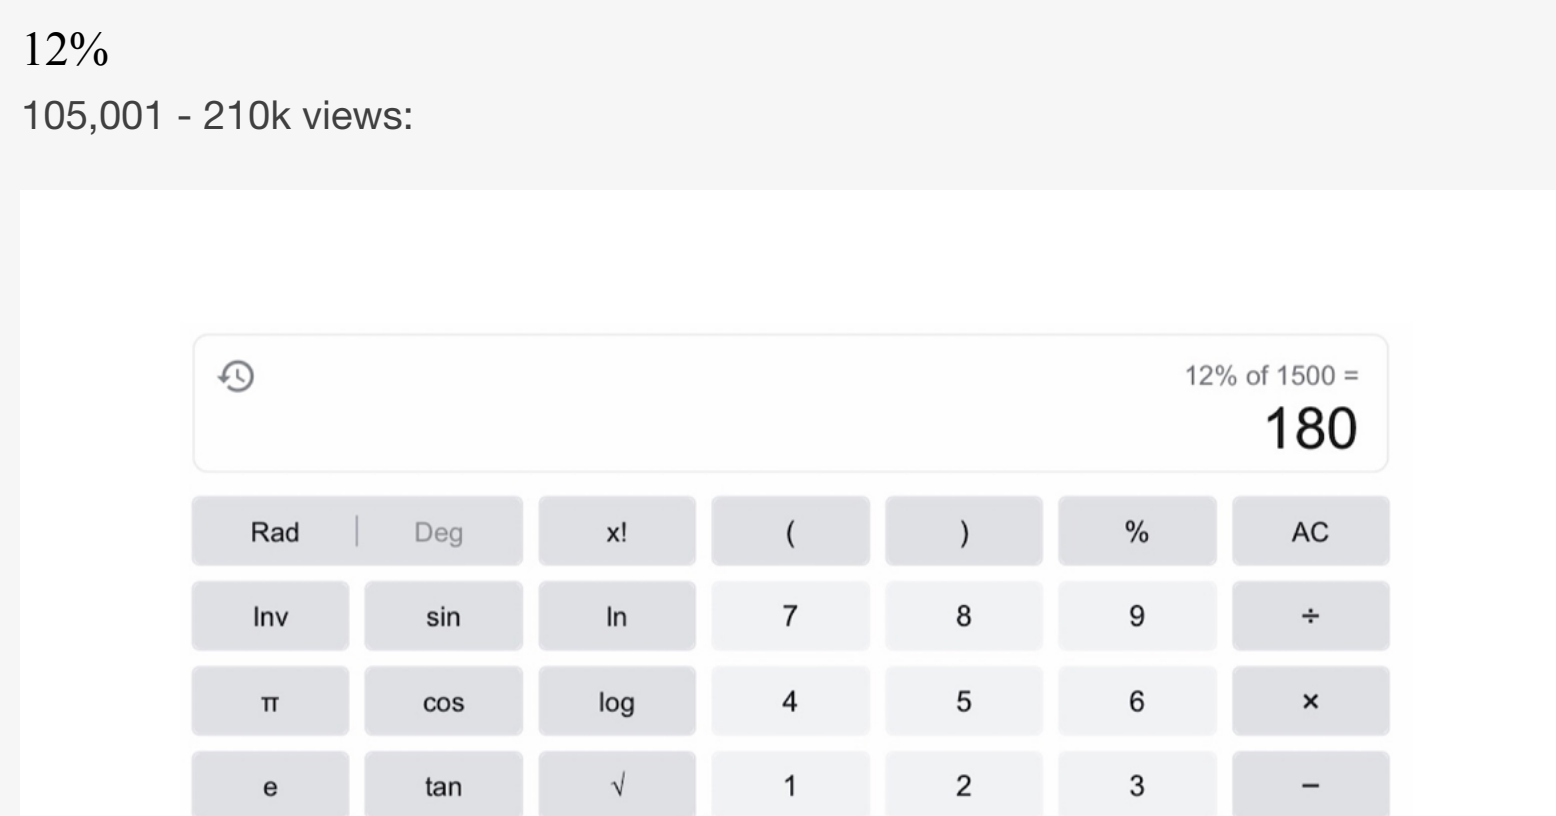 12%
105,001 - 210k views:
12% of 1500 =
180
Rad | Deg x! ( ) % AC
Inv sin ln 7 8 9 ÷
π cos log 4 5 6 ×
e tan √ 1 2 3 −